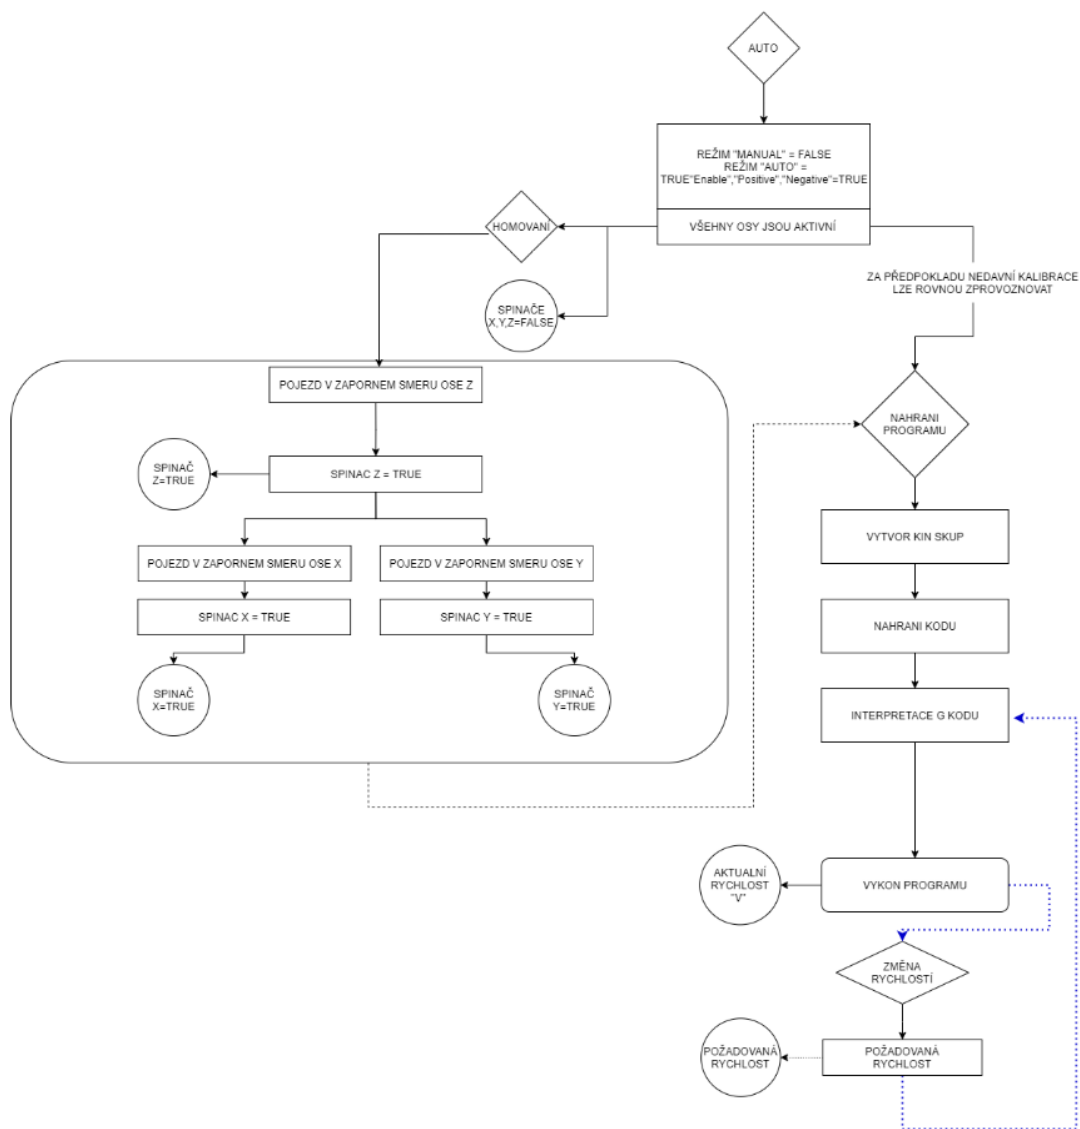 AUTO
REŽIM "MANUAL" = FALSE
REŽIM "AUTO" =
TRUE"Enable","Positive","Negative"=TRUE
VŠEHNY OSY JSOU AKTIVNÍ
HOMOVANÍ
SPINAČE
X,Y,Z=FALSE
ZA PŘEDPOKLADU NEDAVNÍ KALIBRACE
LZE ROVNOU ZPROVOZNOVAT
POJEZD V ZAPORNEM SMERU OSE Z
SPINAČ
Z=TRUE
SPINAC Z = TRUE
POJEZD V ZAPORNEM SMERU OSE X
POJEZD V ZAPORNEM SMERU OSE Y
SPINAC X = TRUE
SPINAC Y = TRUE
SPINAČ
X=TRUE
SPINAČ
Y=TRUE
NAHRANI
PROGRAMU
VYTVOR KIN SKUP
NAHRANI KODU
INTERPRETACE G KODU
AKTUALNÍ
RYCHLOST
"V"
VYKON PROGRAMU
ZMĚNA
RYCHLOSTÍ
POŽADOVANÁ
RYCHLOST
POŽADOVANÁ
RYCHLOST